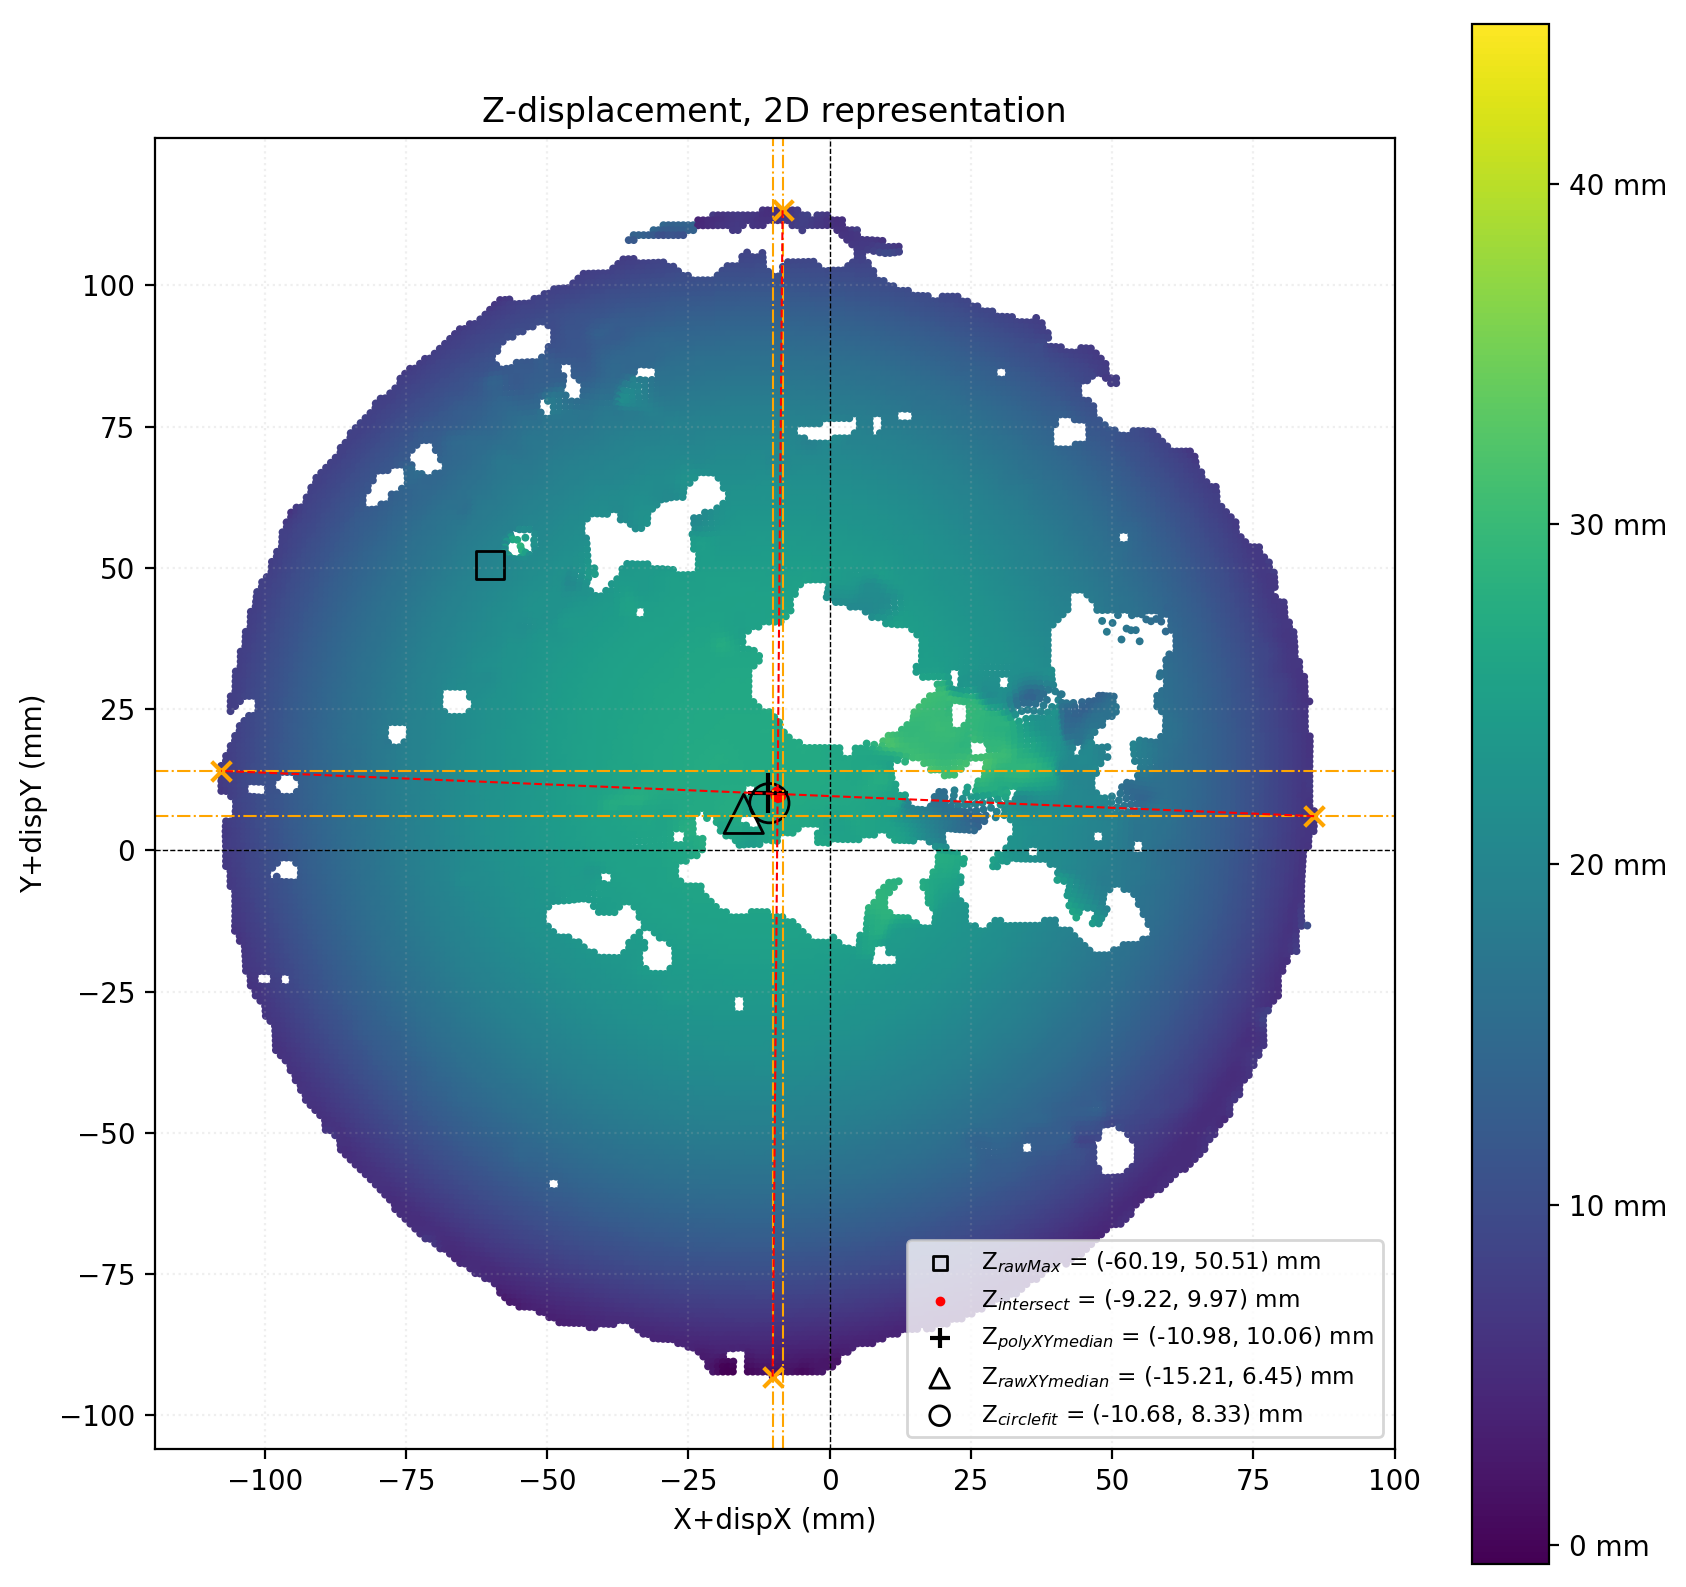 Z-displacement, 2D representation
40 mm
30 mm
20 mm
10 mm
0 mm
Y+dispY (mm)
100
75
50
25
0
−25
−50
−75
−100
Z_rawMax = (-60.19, 50.51) mm
Z_intersect = (-9.22, 9.97) mm
Z_polyXYmedian = (-10.98, 10.06) mm
Z_rawXYmedian = (-15.21, 6.45) mm
Z_circlefit = (-10.68, 8.33) mm
−100 −75 −50 −25 0 25 50 75 100
X+dispX (mm)